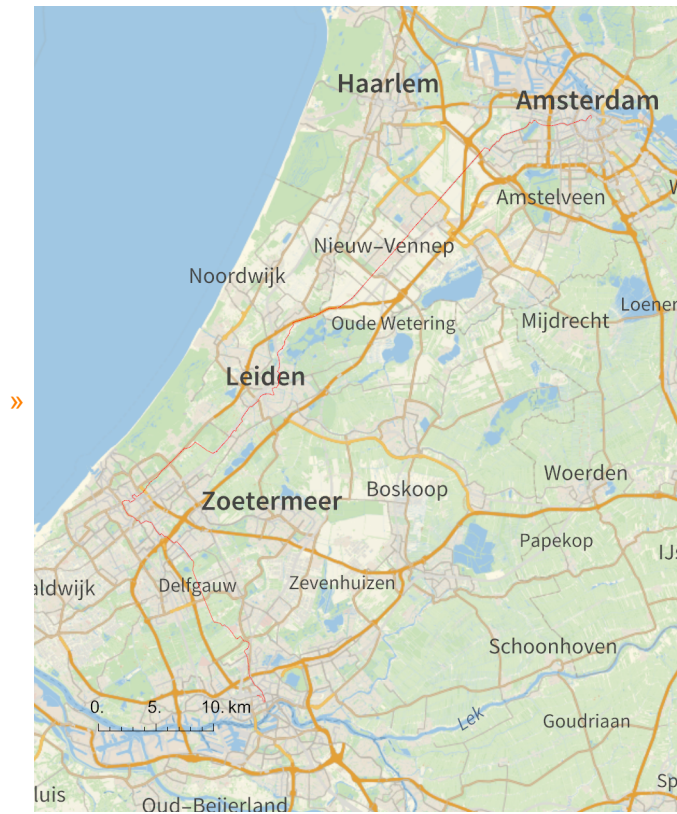 Haarlem
Amsterdam
W
Amstelveen
Nieuw-Vennep
Noordwijk
Loener
Oude Wetering
Mijdrecht
Leiden
»
Woerden
Boskoop
Zoetermeer
Papekop
IJs
aldwijk
Delfgauw
Zevenhuizen
Schoonhoven
0. 5. 10. km
Lek
Goudriaan
Sp
luis
Oud-Beijerland